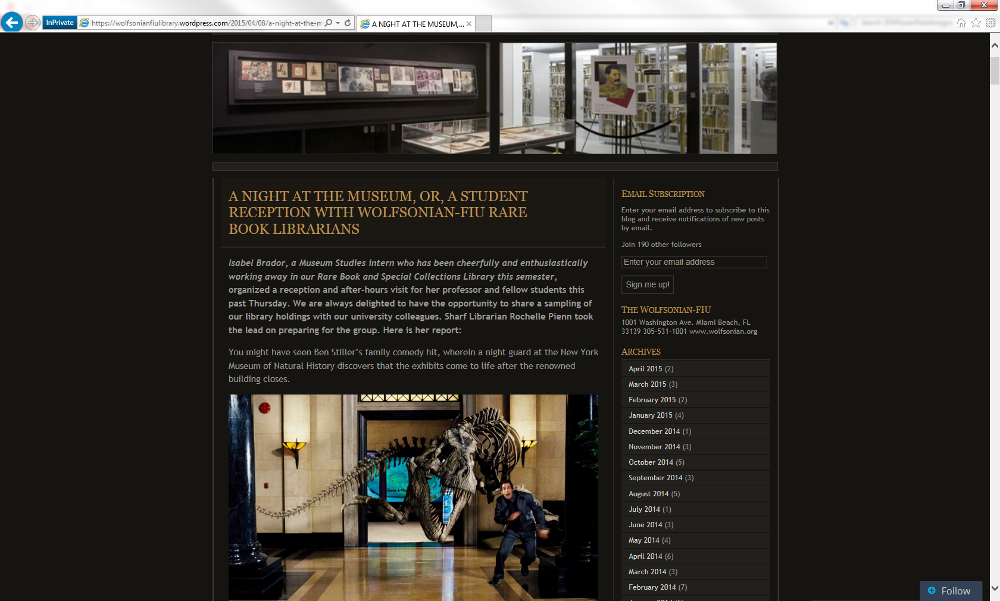 InPrivate
https://wolfsonianfiulibrary.wordpress.com/2015/04/08/a-night-at-the-m
A NIGHT AT THE MUSEUM,...
A NIGHT AT THE MUSEUM, OR, A STUDENT
RECEPTION WITH WOLFSONIAN-FIU RARE
BOOK LIBRARIANS
Isabel Brador, a Museum Studies intern who has been cheerfully and enthusiastically
working away in our Rare Book and Special Collections Library this semester,
organized a reception and after-hours visit for her professor and fellow students this
past Thursday. We are always delighted to have the opportunity to share a sampling of
our library holdings with our university colleagues. Sharf Librarian Rochelle Pienn took
the lead on preparing for the group. Here is her report:
You might have seen Ben Stiller’s family comedy hit, wherein a night guard at the New York
Museum of Natural History discovers that the exhibits come to life after the renowned
building closes.
Gems & Min
EMAIL SUBSCRIPTION
Enter your email address to subscribe to this
blog and receive notifications of new posts
by email.
Join 190 other followers
Enter your email address
Sign me up!
THE WOLFSONIAN-FIU
1001 Washington Ave. Miami Beach, FL
33139 305-531-1001 www.wolfsonian.org
ARCHIVES
April 2015 (2)
March 2015 (3)
February 2015 (2)
January 2015 (4)
December 2014 (1)
November 2014 (3)
October 2014 (5)
September 2014 (3)
August 2014 (5)
July 2014 (1)
June 2014 (3)
May 2014 (4)
April 2014 (6)
March 2014 (3)
February 2014 (7)
Follow